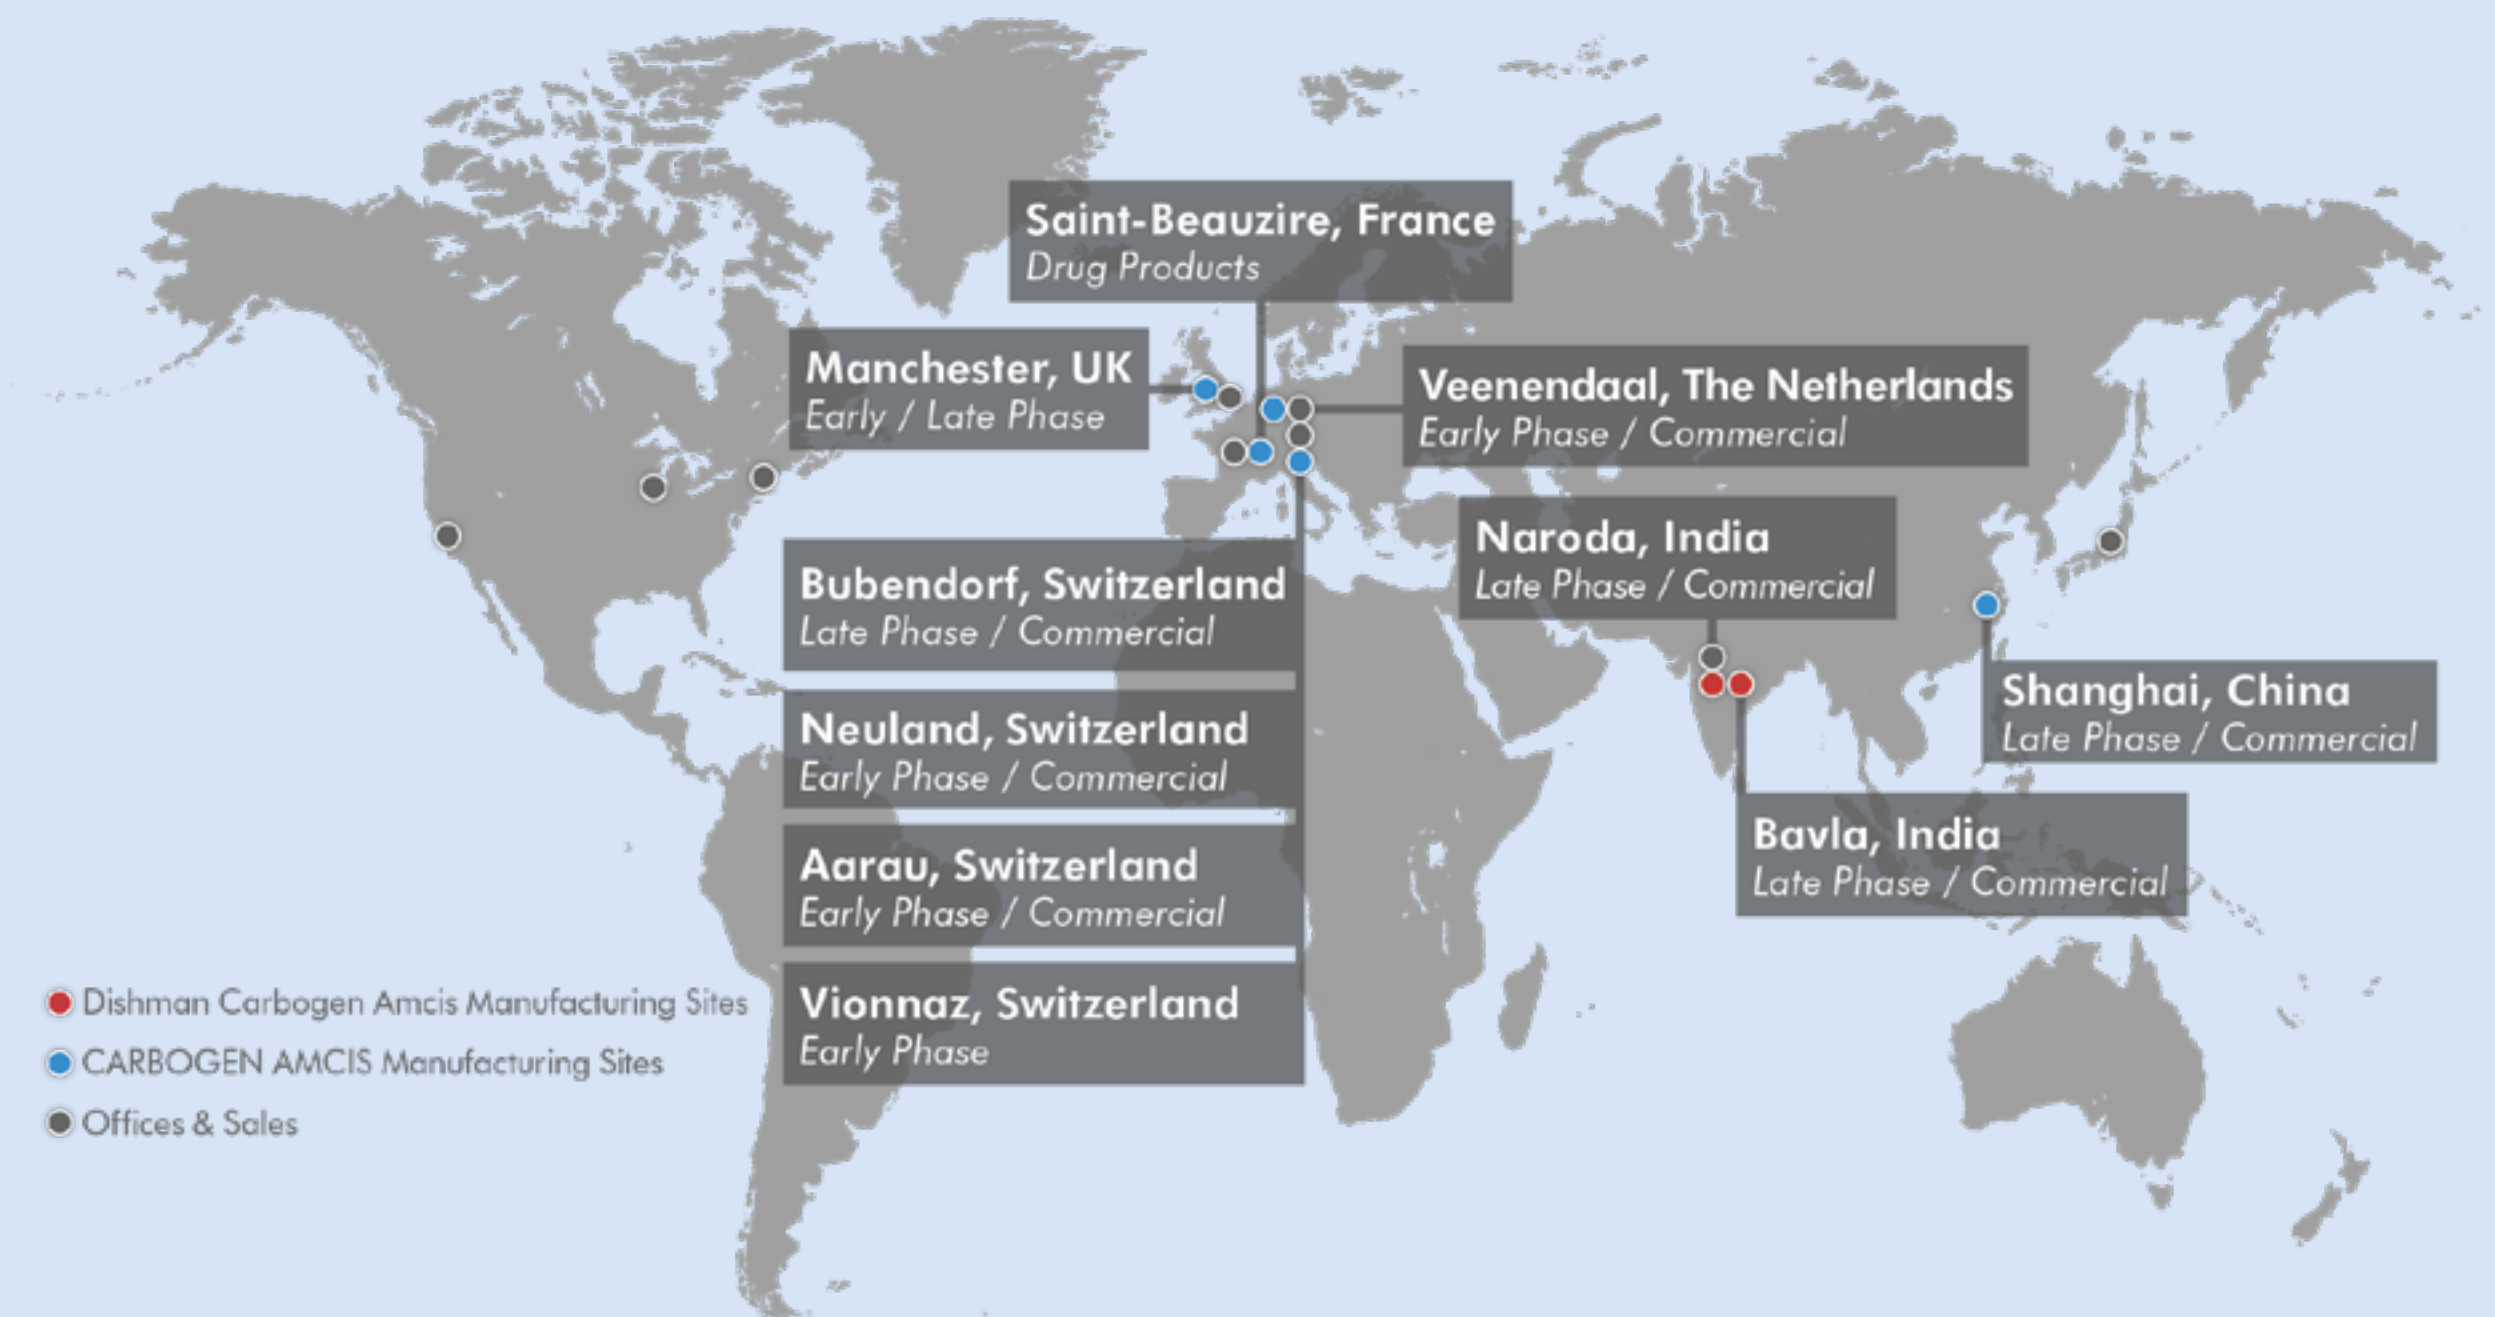 Saint-Beauzire, France
Drug Products
Manchester, UK
Early / Late Phase
Veenendaal, The Netherlands
Early Phase / Commercial
Naroda, India
Late Phase / Commercial
Bubendorf, Switzerland
Late Phase / Commercial
Shanghai, China
Late Phase / Commercial
Neuland, Switzerland
Early Phase / Commercial
Bavla, India
Late Phase / Commercial
Aarau, Switzerland
Early Phase / Commercial
Vionnaz, Switzerland
Early Phase
Dishman Carbogen Amcis Manufacturing Sites
CARBOGEN AMCIS Manufacturing Sites
Offices & Sales